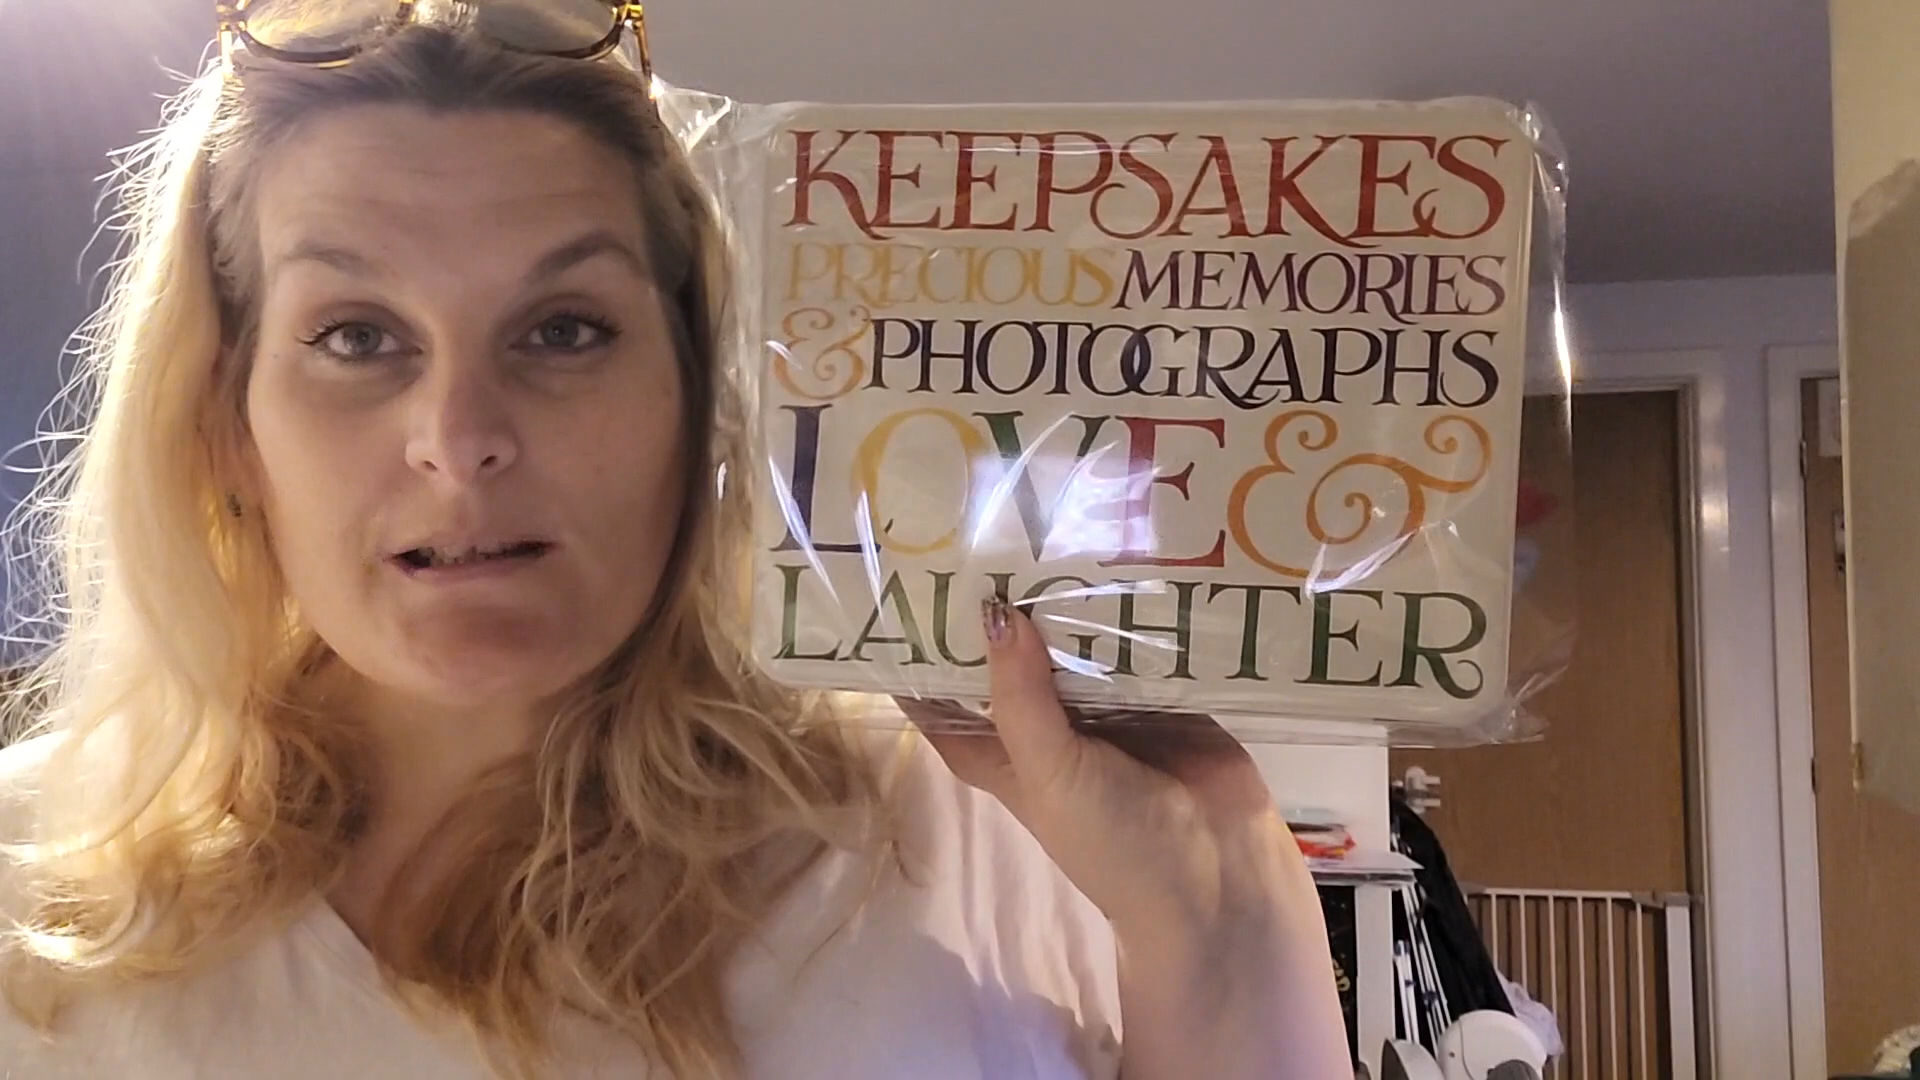 KEEPSAKES
PRECIOUS MEMORIES
& PHOTOGRAPHS
LOVE &
LAUGHTER